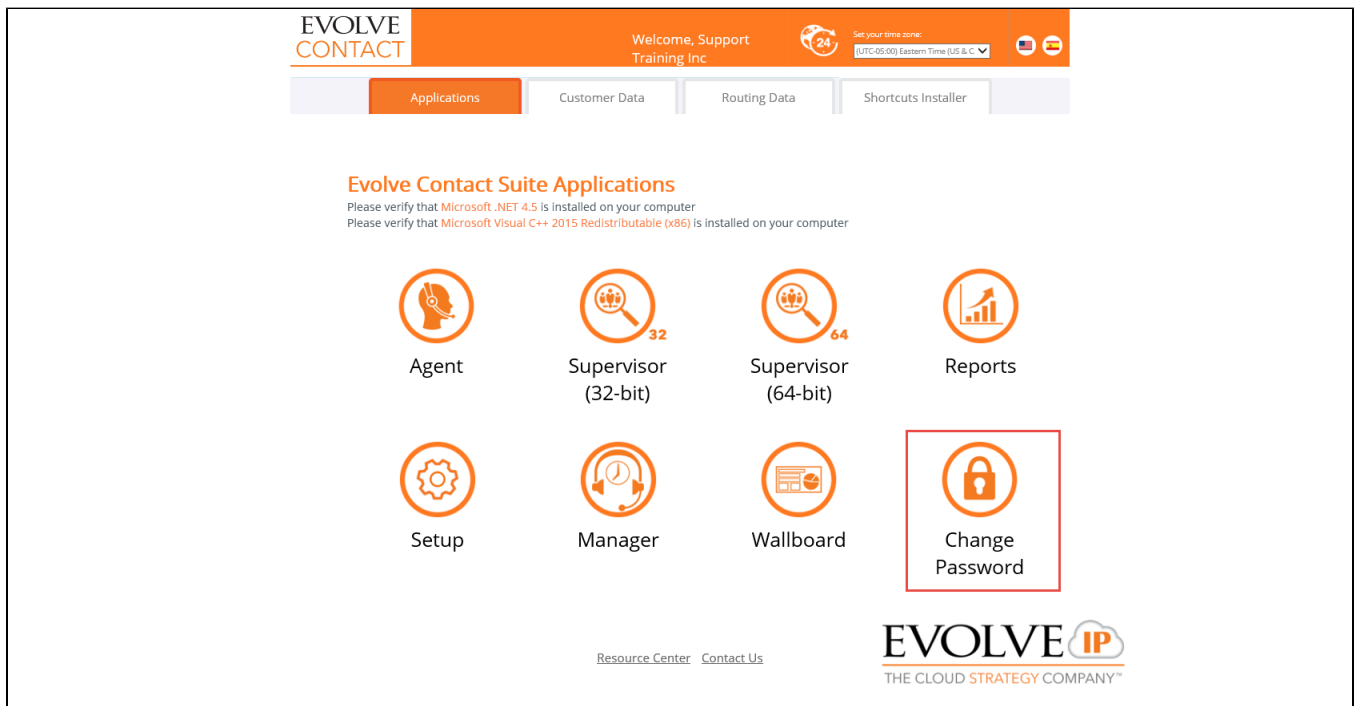 EVOLVE
CONTACT
Welcome, Support
Training Inc
24
Set your time zone:
(UTC-05:00) Eastern Time (US & C
Applications
Customer Data
Routing Data
Shortcuts Installer
Evolve Contact Suite Applications
Please verify that Microsoft .NET 4.5 is installed on your computer
Please verify that Microsoft Visual C++ 2015 Redistributable (x86) is installed on your computer
32
64
Agent
Supervisor
(32-bit)
Supervisor
(64-bit)
Reports
Setup
Manager
Wallboard
Change
Password
Resource Center
Contact Us
EVOLVE IP
THE CLOUD STRATEGY COMPANY™